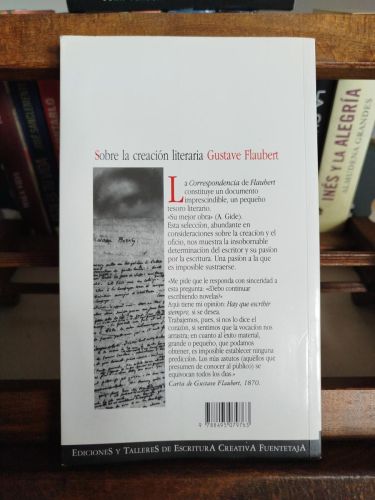 Sobre la creación literaria Gustave Flaubert
La Correspondencia de Flaubert
constituye un documento
imprescindible, un pequeño
tesoro literario.
«Su mejor obra» (A. Gide).
Esta selección, abundante en
consideraciones sobre la creación y el
oficio, nos muestra la insobornable
determinación del escritor y su pasión
por la escritura. Una pasión a la que
es imposible sustraerse.
«Me pide que le responda con sinceridad a
esta pregunta: «¿Debo continuar
escribiendo novelas?»
Aquí tiene mi opinión: Hay que escribir
siempre, si se desea.
Trabajemos, pues, si nos lo dice el
corazón, si sentimos que la vocación nos
arrastra; en cuanto al éxito material,
grande o pequeño, que podamos
obtener, es imposible establecer ninguna
predicción. Los más astutos (aquéllos que
presumen de conocer al público) se
equivocan todos los días.»
Carta de Gustave Flaubert, 1870.
9 788495 079763
EDICIONES Y TALLERES DE ESCRITURA CREATIVA FUENTETAJA
INÉS Y LA ALEGRÍA
ALMUDENA GRANDES